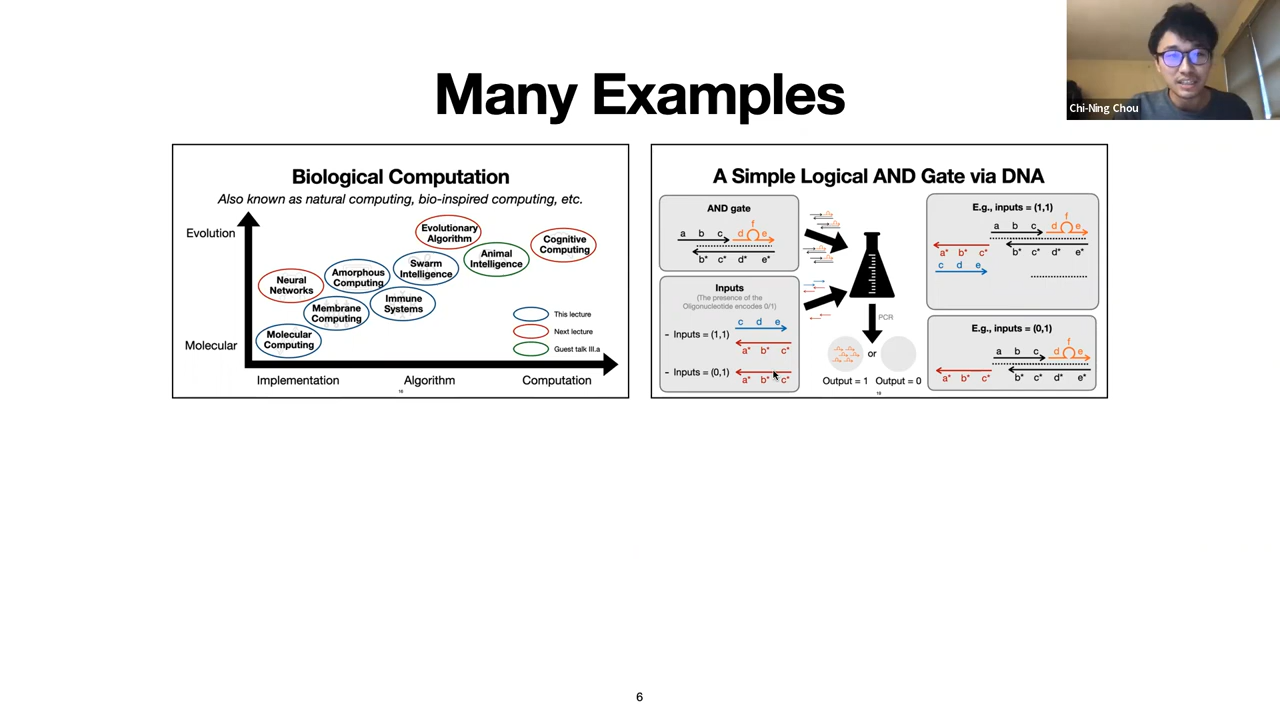 Many Examples
Chi-Ning Chou
Biological Computation
Also known as natural computing, bio-inspired computing, etc.
Evolution
Molecular
Evolutionary
Algorithm
Cognitive
Computing
Animal
Intelligence
Swarm
Intelligence
Amorphous
Computing
Neural
Networks
Immune
Systems
Membrane
Computing
Molecular
Computing
This lecture
Next lecture
Guest talk III.a
Implementation
Algorithm
Computation
16
A Simple Logical AND Gate via DNA
AND gate
f
a b c d e
b* c* d* e*
Inputs
(The presence of the
Oligonucleotide encodes 0/1)
c d e
- Inputs = (1,1)
a* b* c*
- Inputs = (0,1)
a* b* c*
PCR
or
Output = 1 Output = 0
E.g., inputs = (1,1)
f
a b c d e
a* b* c* b* c* d* e*
c d e
E.g., inputs = (0,1)
f
a b c d e
a* b* c* b* c* d* e*
6